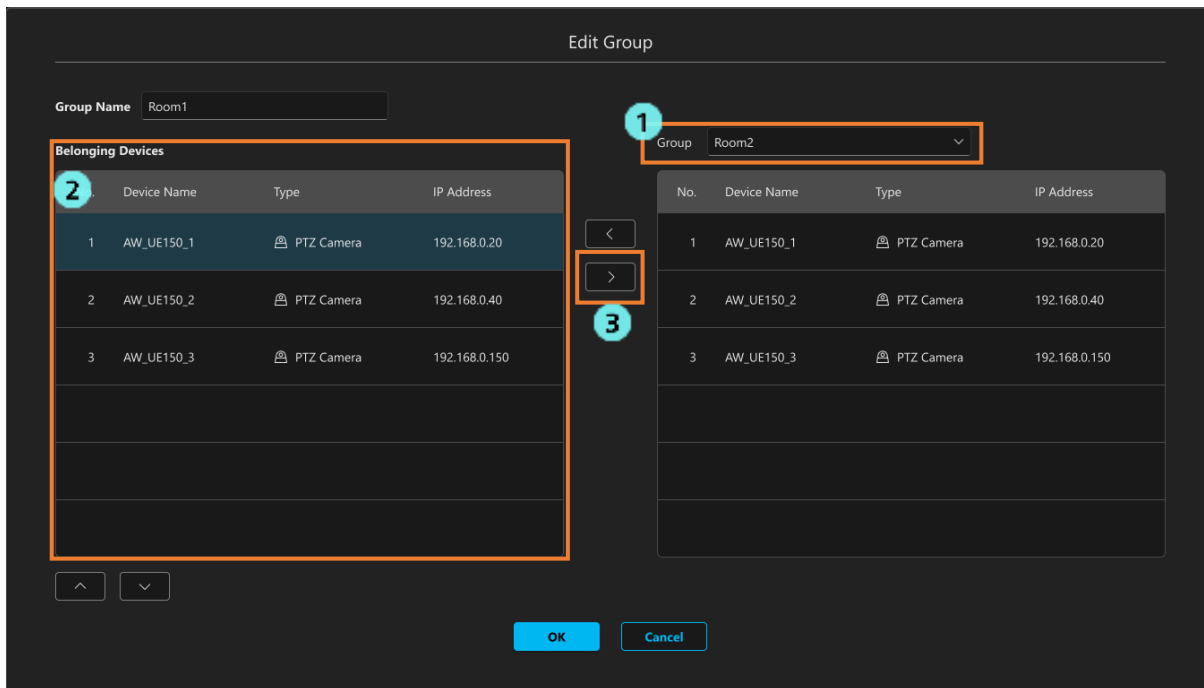 Edit Group
Group Name Room1
1
Group Room2
Belonging Devices
2 . Device Name Type IP Address
1 AW_UE150_1 PTZ Camera 192.168.0.20
2 AW_UE150_2 PTZ Camera 192.168.0.40
3 AW_UE150_3 PTZ Camera 192.168.0.150
3
No. Device Name Type IP Address
1 AW_UE150_1 PTZ Camera 192.168.0.20
2 AW_UE150_2 PTZ Camera 192.168.0.40
3 AW_UE150_3 PTZ Camera 192.168.0.150
OK Cancel